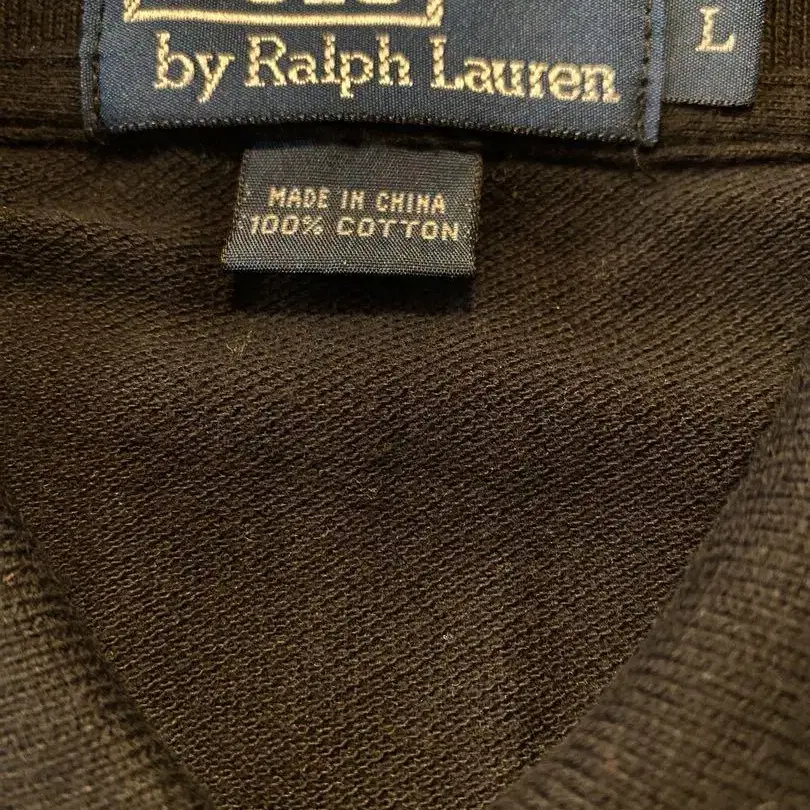 by Ralph Lauren
L
MADE IN CHINA
100% COTTON